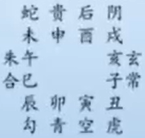 蛇 贵 后 阴
未 申 酉 戌
朱 午 亥 玄
合 巳 子 常
辰 卯 寅 丑
勾 青 空 虎